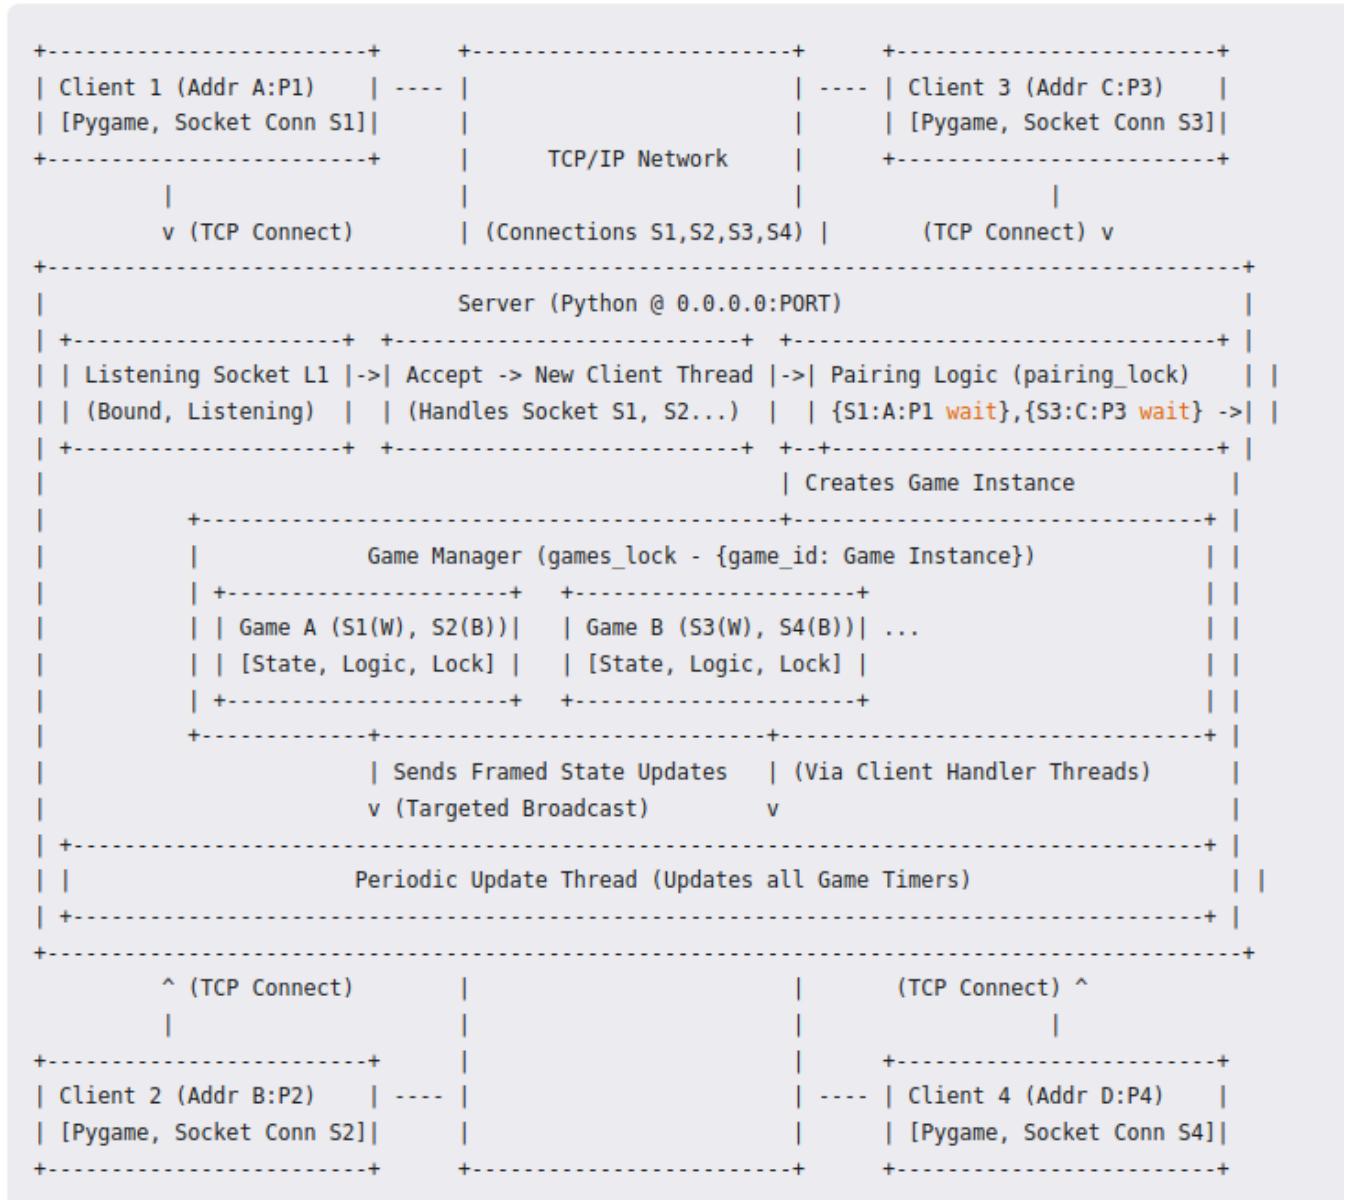 +-------------------------+      +-------------------------+      +-------------------------+
| Client 1 (Addr A:P1)    | ---- |                         | ---- | Client 3 (Addr C:P3)    |
| [Pygame, Socket Conn S1]|      |                         |      | [Pygame, Socket Conn S3]|
+-------------------------+      |      TCP/IP Network     |      +-------------------------+
          |                      |                         |                   |
          v (TCP Connect)        | (Connections S1,S2,S3,S4) |       (TCP Connect) v
+---------------------------------------------------------------------------------------------+
|                                Server (Python @ 0.0.0.0:PORT)                               |
| +---------------------+  +---------------------------+  +---------------------------------+ |
| | Listening Socket L1 |->| Accept -> New Client Thread |->| Pairing Logic (pairing_lock)    | |
| | (Bound, Listening)  |  | (Handles Socket S1, S2...)  |  | {S1:A:P1 wait},{S3:C:P3 wait} ->| |
| +---------------------+  +---------------------------+  +--+------------------------------+ |
|                                                         | Creates Game Instance            |
|           +---------------------------------------------+--------------------------------+ |
|           |             Game Manager (games_lock - {game_id: Game Instance})             | |
|           | +----------------------+   +----------------------+                          | |
|           | | Game A (S1(W), S2(B))|   | Game B (S3(W), S4(B))| ...                      | |
|           | | [State, Logic, Lock] |   | [State, Logic, Lock] |                          | |
|           | +----------------------+   +----------------------+                          | |
|           +-------------+------------------------------+---------------------------------+ |
|                         | Sends Framed State Updates   | (Via Client Handler Threads)      |
|                         v (Targeted Broadcast)         v                                   |
| +----------------------------------------------------------------------------------------+ |
| |                      Periodic Update Thread (Updates all Game Timers)                    | |
| +----------------------------------------------------------------------------------------+ |
+---------------------------------------------------------------------------------------------+
          ^ (TCP Connect)        |                         |       (TCP Connect) ^
          |                      |                         |                   |
+-------------------------+      |                         |      +-------------------------+
| Client 2 (Addr B:P2)    | ---- |                         | ---- | Client 4 (Addr D:P4)    |
| [Pygame, Socket Conn S2]|      |                         |      | [Pygame, Socket Conn S4]|
+-------------------------+      +-------------------------+      +-------------------------+